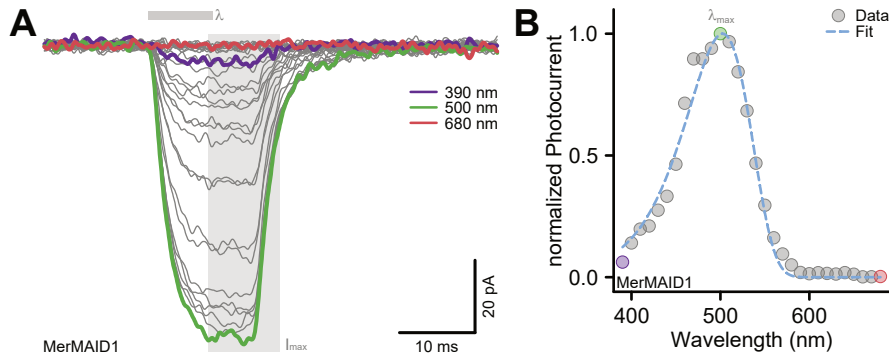 A
λ
390 nm
500 nm
680 nm
20 pA
10 ms
I max
MerMAID1
B
λmax
Data
Fit
normalized Photocurrent
1.0
0.5
0.0
MerMAID1
400
500
600
Wavelength (nm)